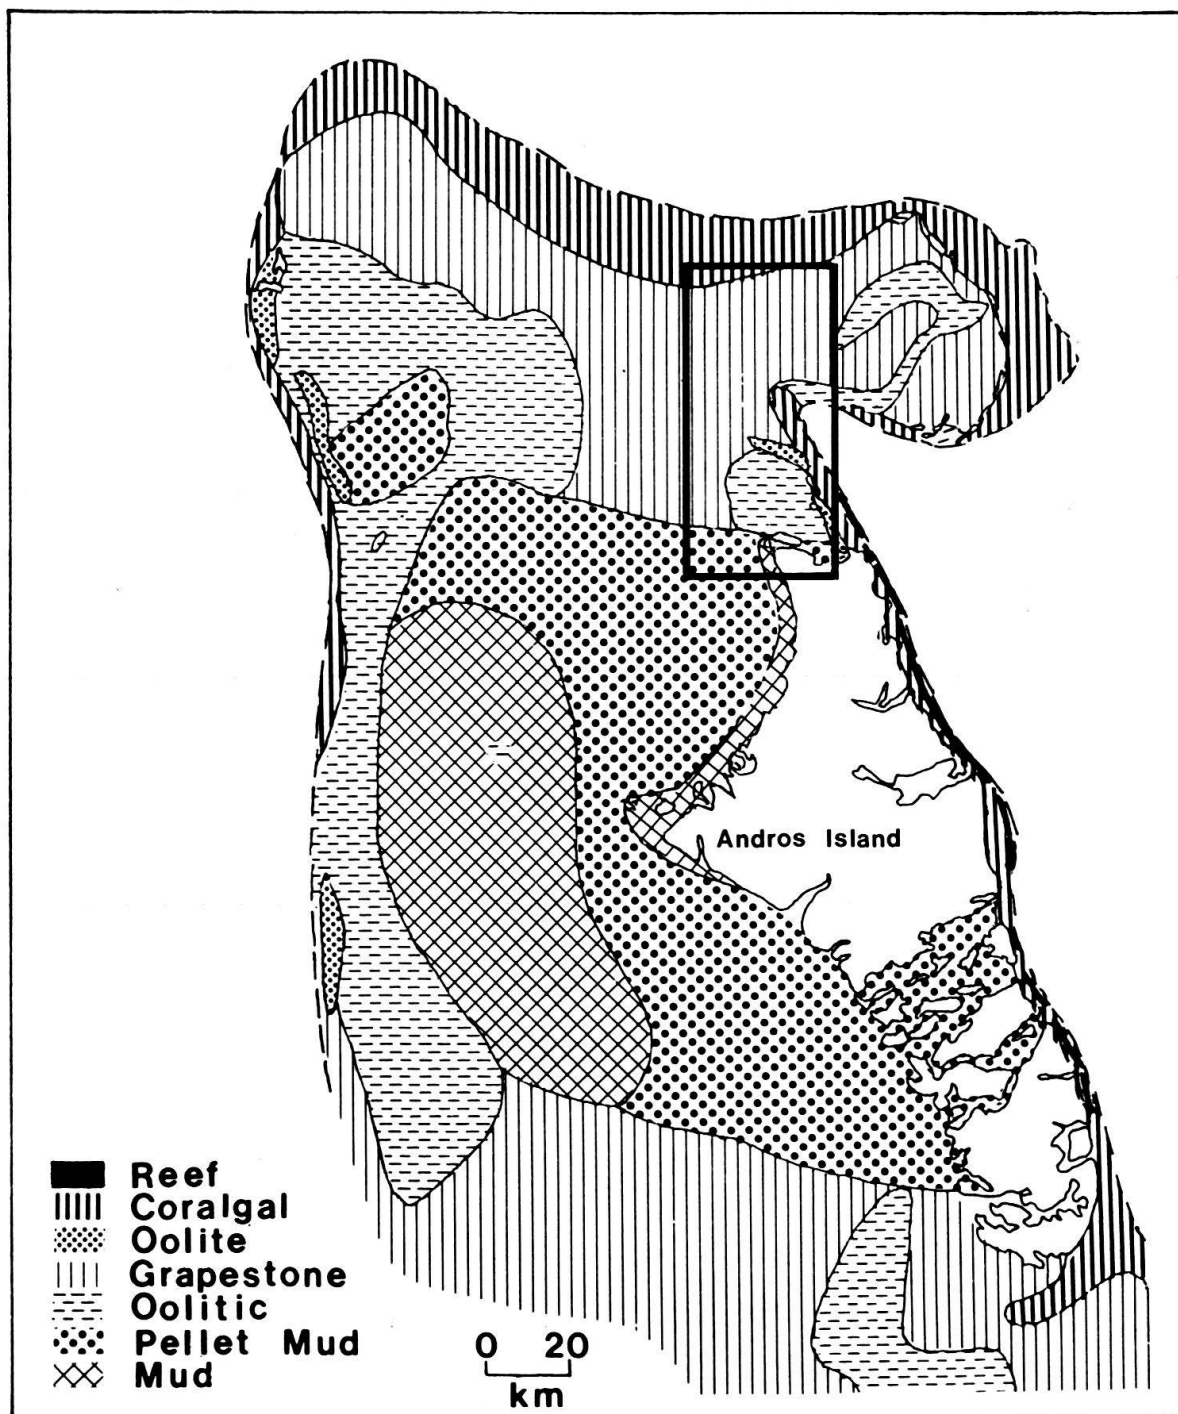 Andros Island
Reef
Coralgal
Oolite
Grapestone
Oolitic
Pellet Mud
Mud
0 20
km